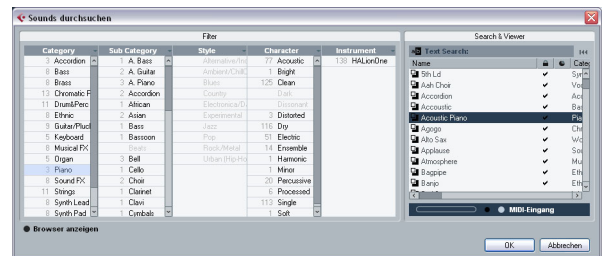 Sounds durchsuchen
Filter
Search & Viewer
Category
Sub Category
Style
Character
Instrument
3 Accordion
8 Bass
8 Brass
13 Chromatic P
11 Drum&Perc
8 Ethnic
9 Guitar/Pluck
5 Keyboard
8 Musical FX
5 Organ
3 Piano
8 Sound FX
11 Strings
8 Synth Lead
8 Synth Pad
1 A. Bass
2 A. Guitar
3 A. Piano
2 Accordion
1 African
2 Asian
1 Bass
1 Bassoon
Beats
3 Bell
1 Cello
2 Choir
1 Clarinet
1 Clavi
1 Cymbals
Alternative/Ind
Ambient/ChillO
Blues
Country
Electronica/D
Experimental
Jazz
Pop
Rock/Metal
Urban (Hip-Ho
77 Acoustic
1 Bright
125 Clean
Dark
Dissonant
3 Distorted
116 Dry
51 Electric
14 Ensemble
1 Harmonic
1 Minor
20 Percussive
6 Processed
113 Single
1 Soft
138 HALionOne
Text Search:
Name
Categ
5th Ld
Aah Choir
Accordion
Accoustic
Acoustic Piano
Agogo
Alto Sax
Applause
Atmosphere
Bagpipe
Banjo
Syr
Voc
Acc
Bas
Pia
Chr
Wo
Sou
Mu
Eth
Eth
MIDI-Eingang
Browser anzeigen
OK
Abbrechen